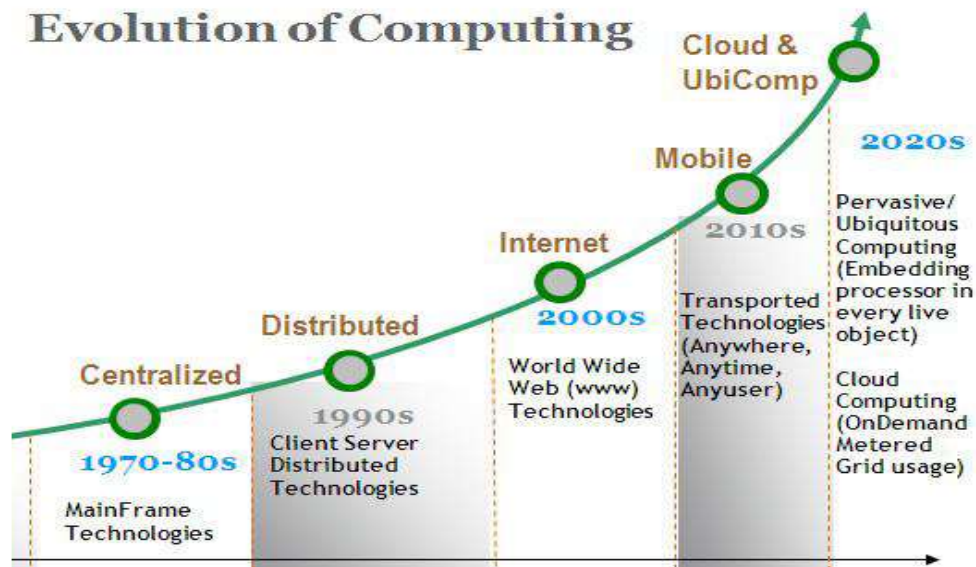 Evolution of Computing
Centralized
1970-80s
MainFrame
Technologies
Distributed
1990s
Client Server
Distributed
Technologies
Internet
2000s
World Wide
Web (www)
Technologies
Mobile
2010s
Transported
Technologies
(Anywhere,
Anytime,
Anyuser)
Cloud &
UbiComp
2020s
Pervasive/
Ubiquitous
Computing
(Embedding
processor in
every live
object)
Cloud
Computing
(OnDemand
Metered
Grid usage)